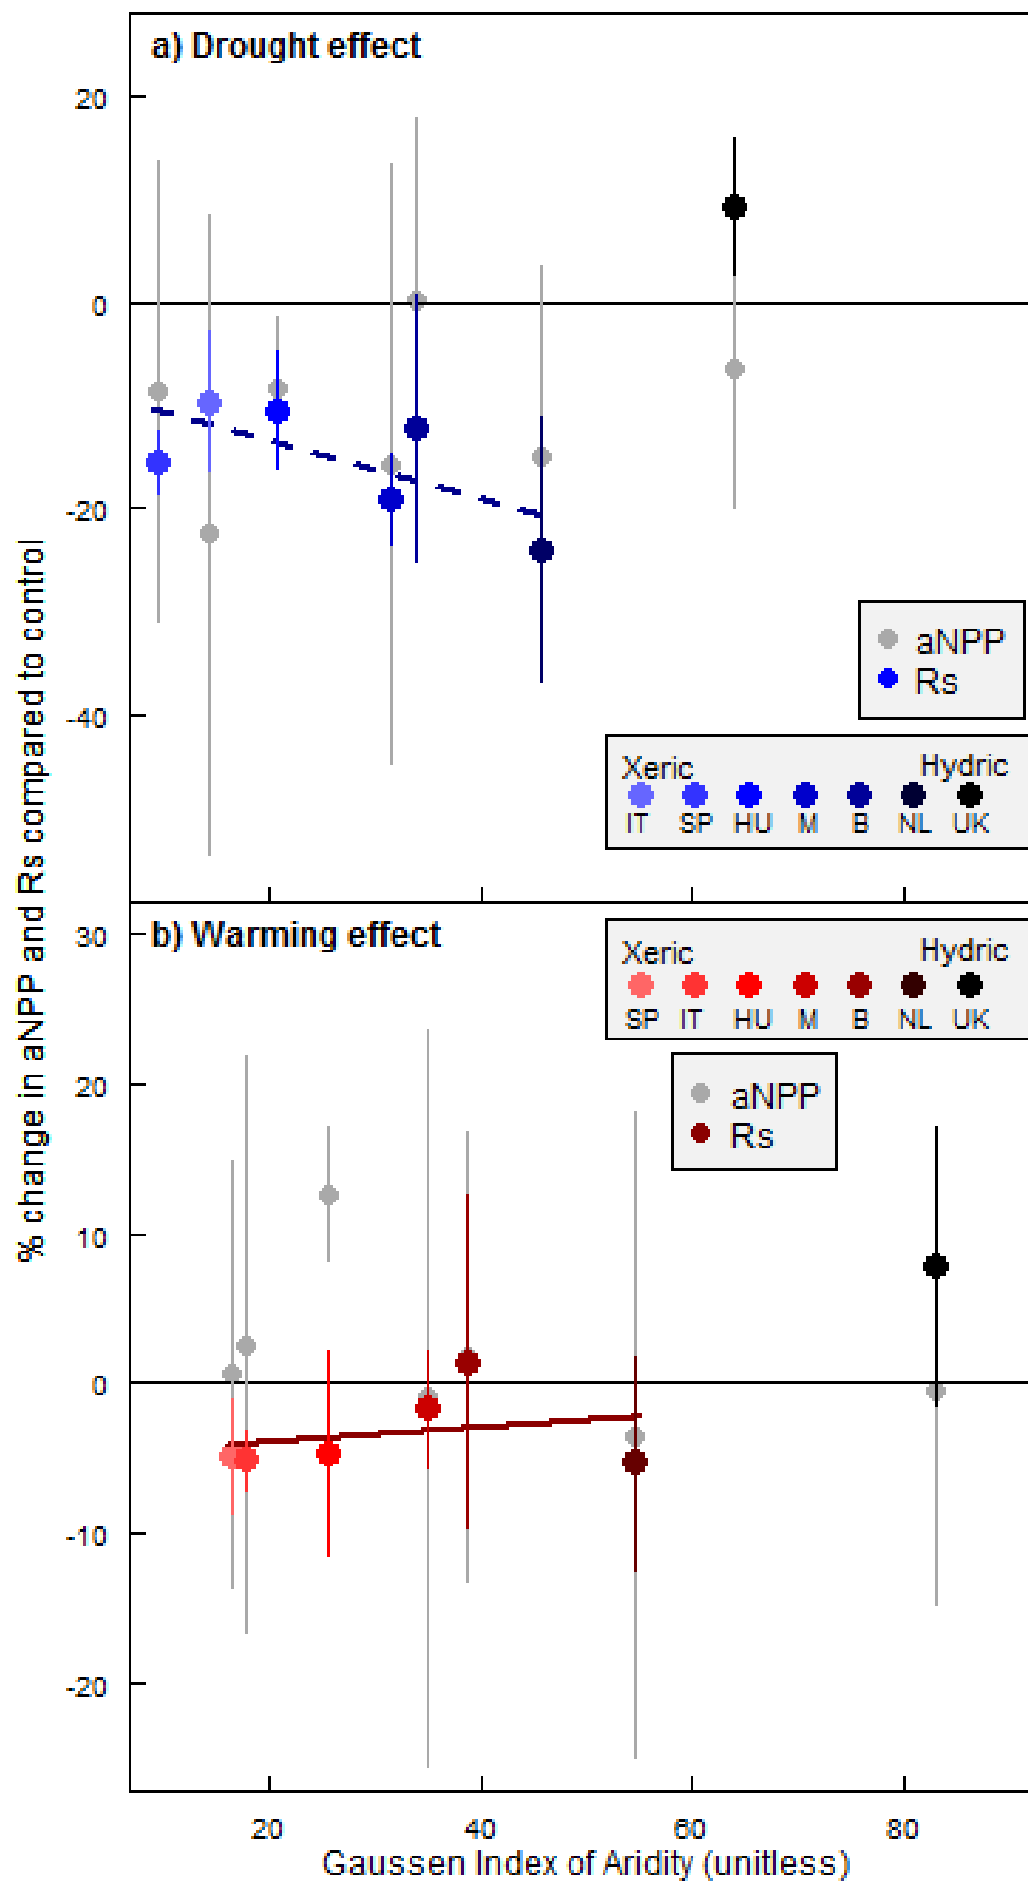 a) Drought effect
20
0
-20
-40
aNPP
Rs
Xeric Hydric
IT SP HU M B NL UK
% change in aNPP and Rs compared to control
b) Warming effect
30
20
10
0
-10
-20
Xeric Hydric
SP IT HU M B NL UK
aNPP
Rs
20 40 60 80
Gaussen Index of Aridity (unitless)